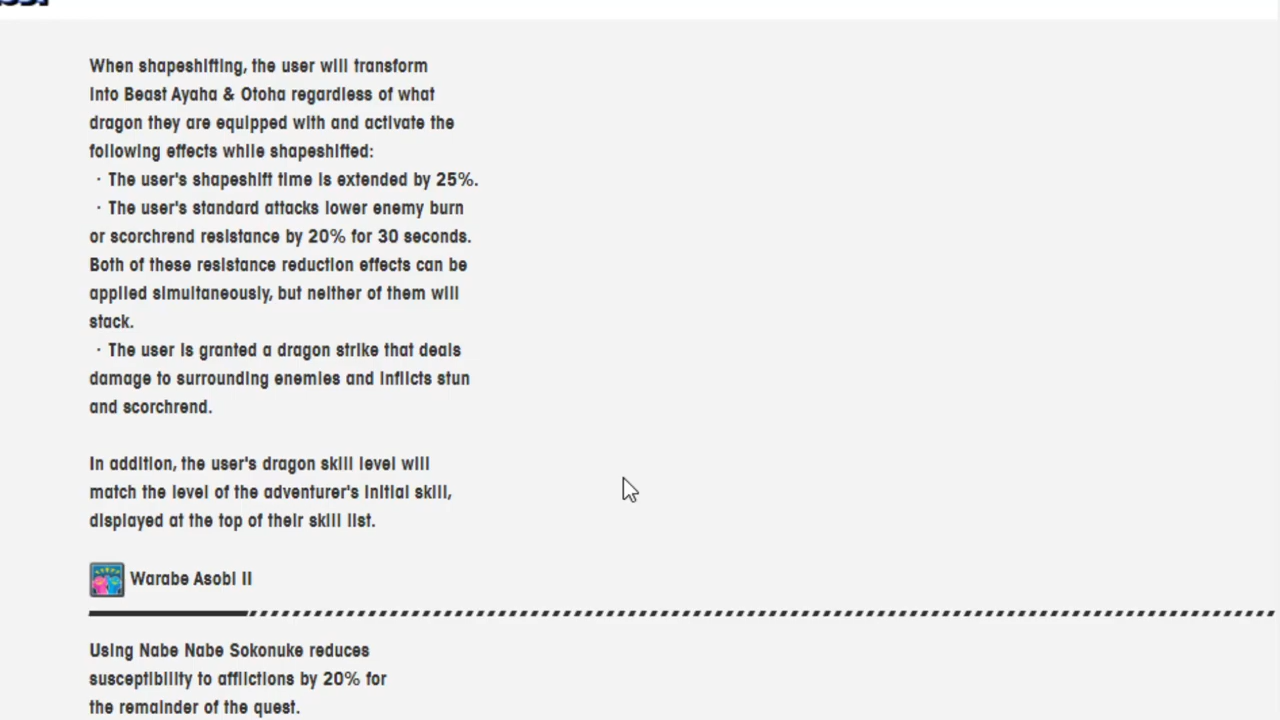 When shapeshifting, the user will transform
into Beast Ayaha & Otoha regardless of what
dragon they are equipped with and activate the
following effects while shapeshifted:
· The user's shapeshift time is extended by 25%.
· The user's standard attacks lower enemy burn
or scorchrend resistance by 20% for 30 seconds.
Both of these resistance reduction effects can be
applied simultaneously, but neither of them will
stack.
· The user is granted a dragon strike that deals
damage to surrounding enemies and inflicts stun
and scorchrend.
In addition, the user's dragon skill level will
match the level of the adventurer's initial skill,
displayed at the top of their skill list.
Warabe Asobi II
Using Nabe Nabe Sokonuke reduces
susceptibility to afflictions by 20% for
the remainder of the quest.